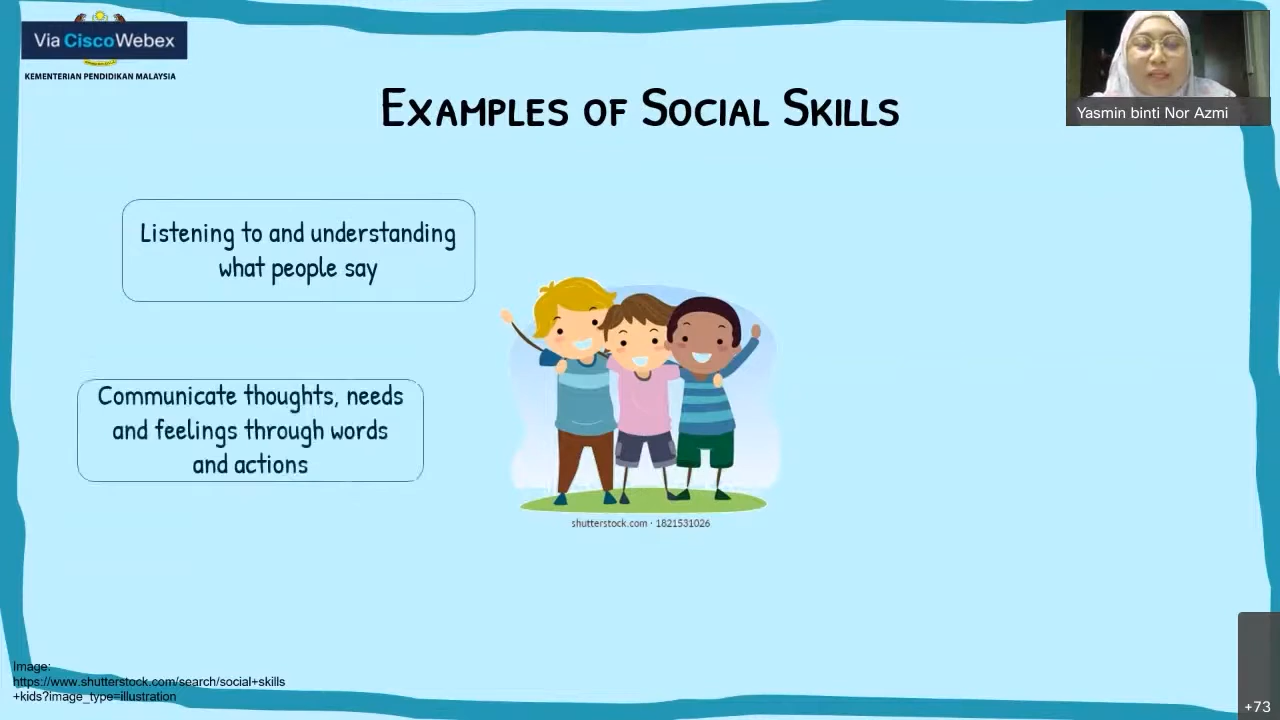 Via CiscoWebex
KEMENTERIAN PENDIDIKAN MALAYSIA
Yasmin binti Nor Azmi
Examples of Social Skills
Listening to and understanding
what people say
Communicate thoughts, needs
and feelings through words
and actions
shutterstock.com · 1821531026
Image:
https://www.shutterstock.com/search/social+skills
+kids?image_type=illustration
+73